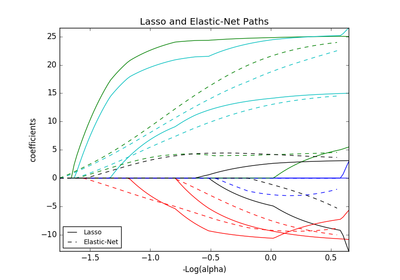 Lasso and Elastic-Net Paths
25
20
15
10
5
0
−5
−10
coefficients
Lasso
Elastic-Net
−1.5 −1.0 −0.5 0.0 0.5
-Log(alpha)